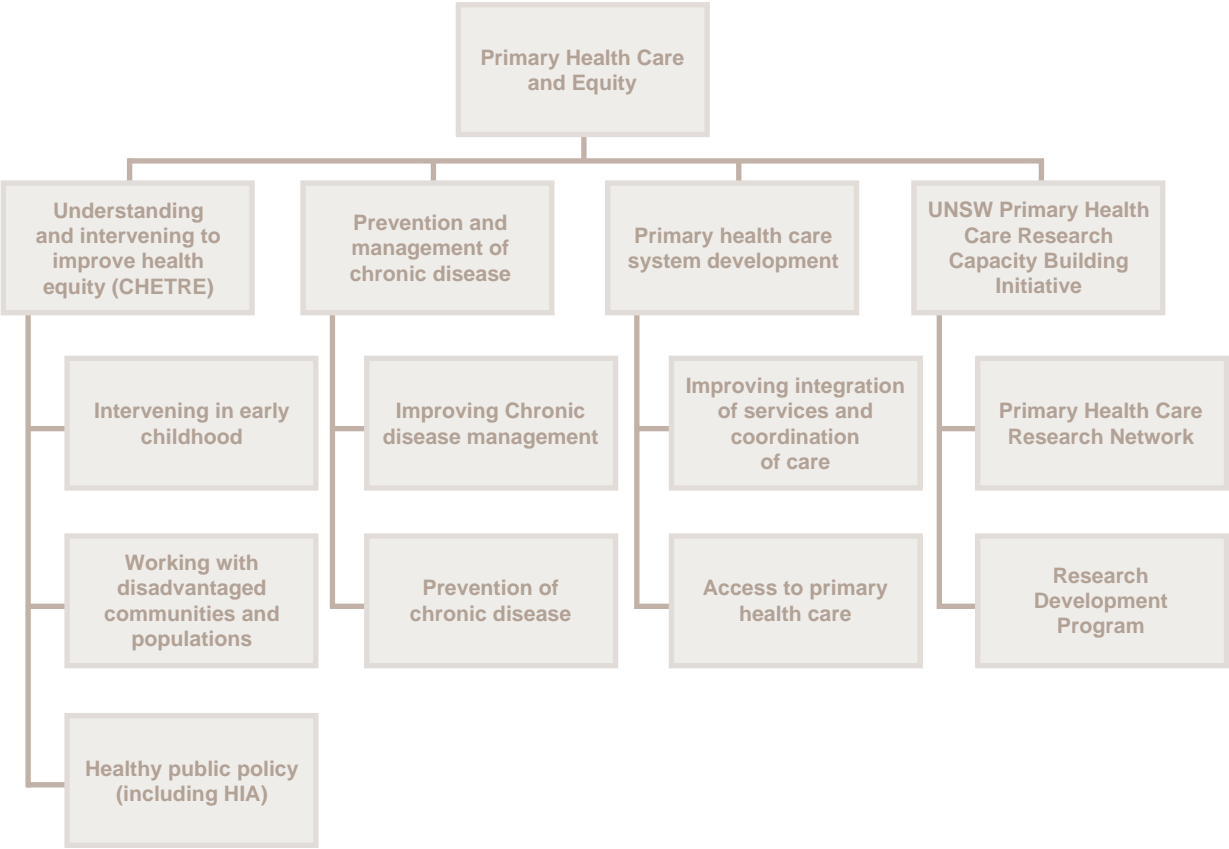 Primary Health Care
and Equity
Understanding
and intervening to
improve health
equity (CHETRE)
Prevention and
management of
chronic disease
Primary health care
system development
UNSW Primary Health
Care Research
Capacity Building
Initiative
Intervening in early
childhood
Improving Chronic
disease management
Improving integration
of services and
coordination
of care
Primary Health Care
Research Network
Working with
disadvantaged
communities and
populations
Prevention of
chronic disease
Access to primary
health care
Research
Development
Program
Healthy public policy
(including HIA)